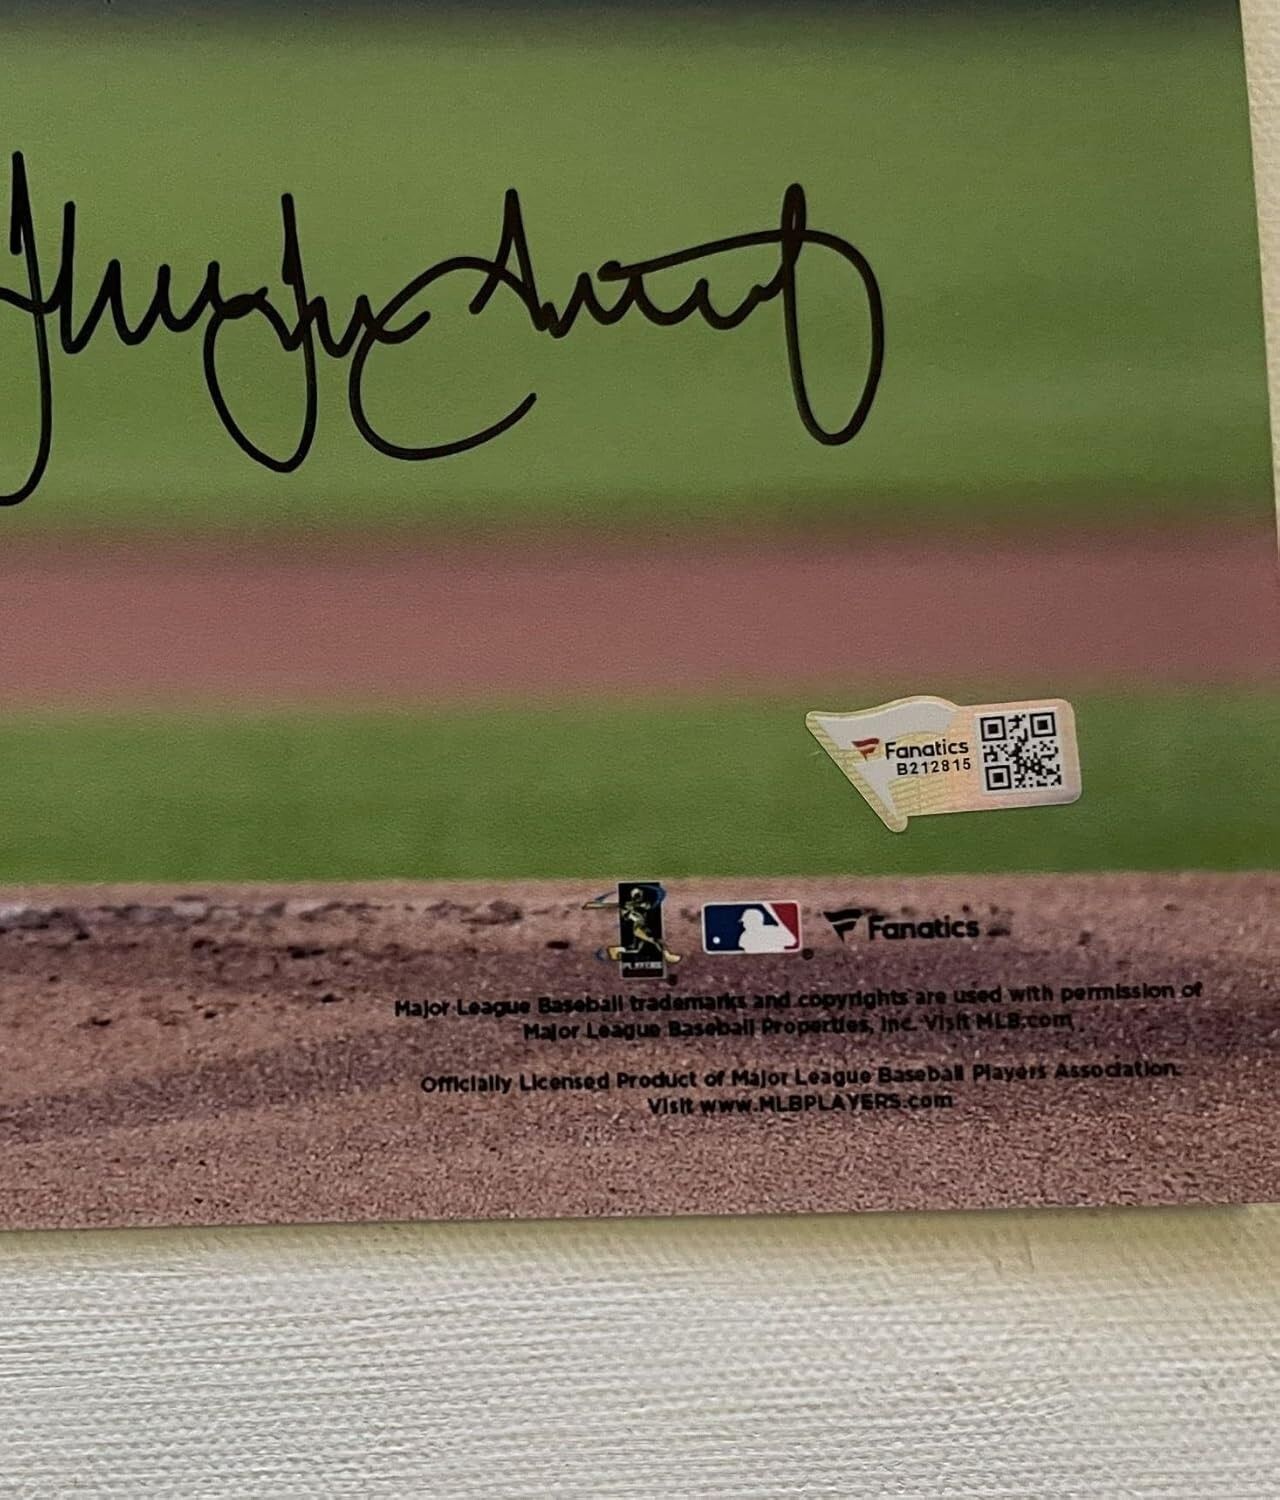 Fanatics
B212815
PLAYERS
Fanatics
Major League Baseball trademarks and copyrights are used with permission of
Major League Baseball Properties, Inc. Visit MLB.com.
Officially Licensed Product of Major League Baseball Players Association.
Visit www.MLBPLAYERS.com